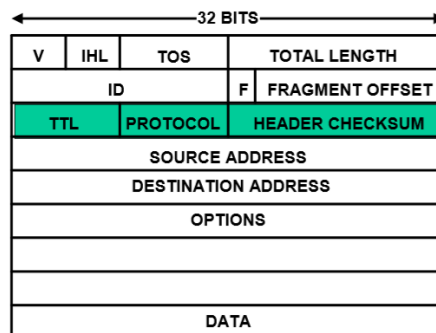 32 BITS
V IHL TOS TOTAL LENGTH
ID F FRAGMENT OFFSET
TTL PROTOCOL HEADER CHECKSUM
SOURCE ADDRESS
DESTINATION ADDRESS
OPTIONS
DATA